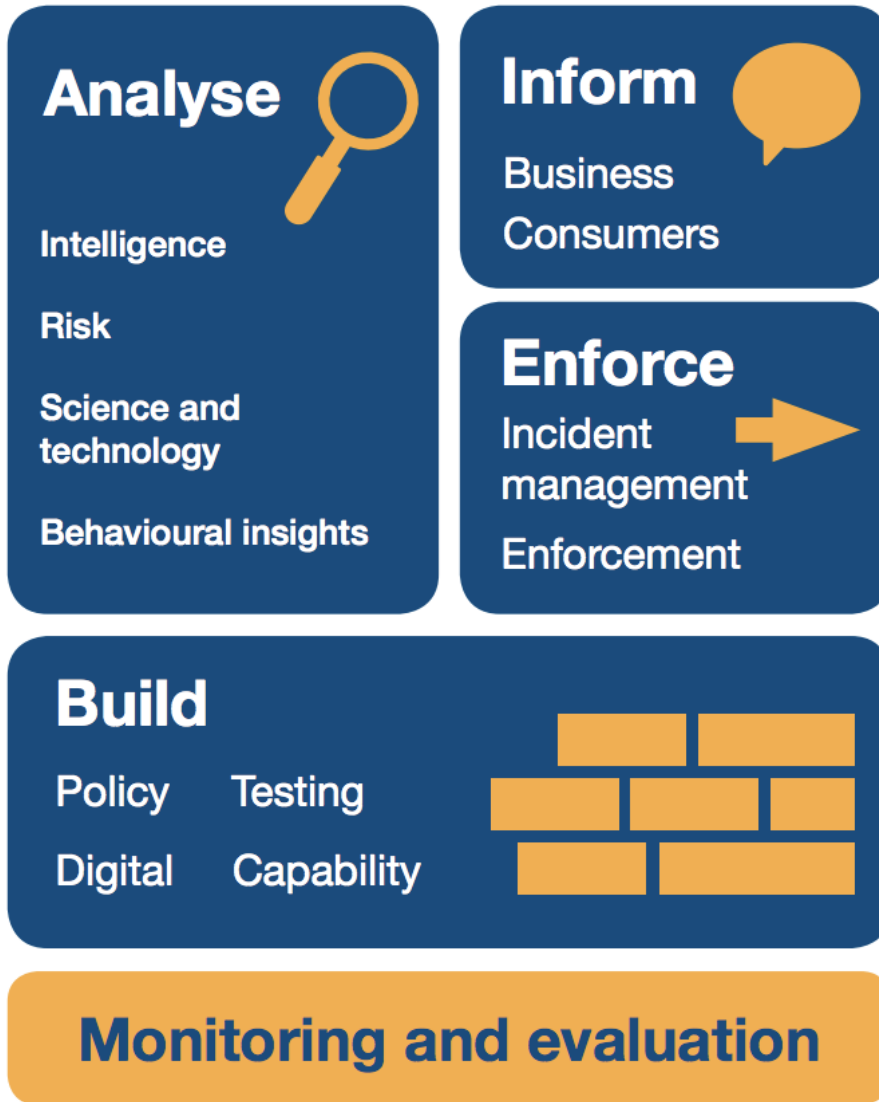 Analyse
Intelligence
Risk
Science and
technology
Behavioural insights
Inform
Business
Consumers
Enforce
Incident
management
Enforcement
Build
Policy Testing
Digital Capability
Monitoring and evaluation